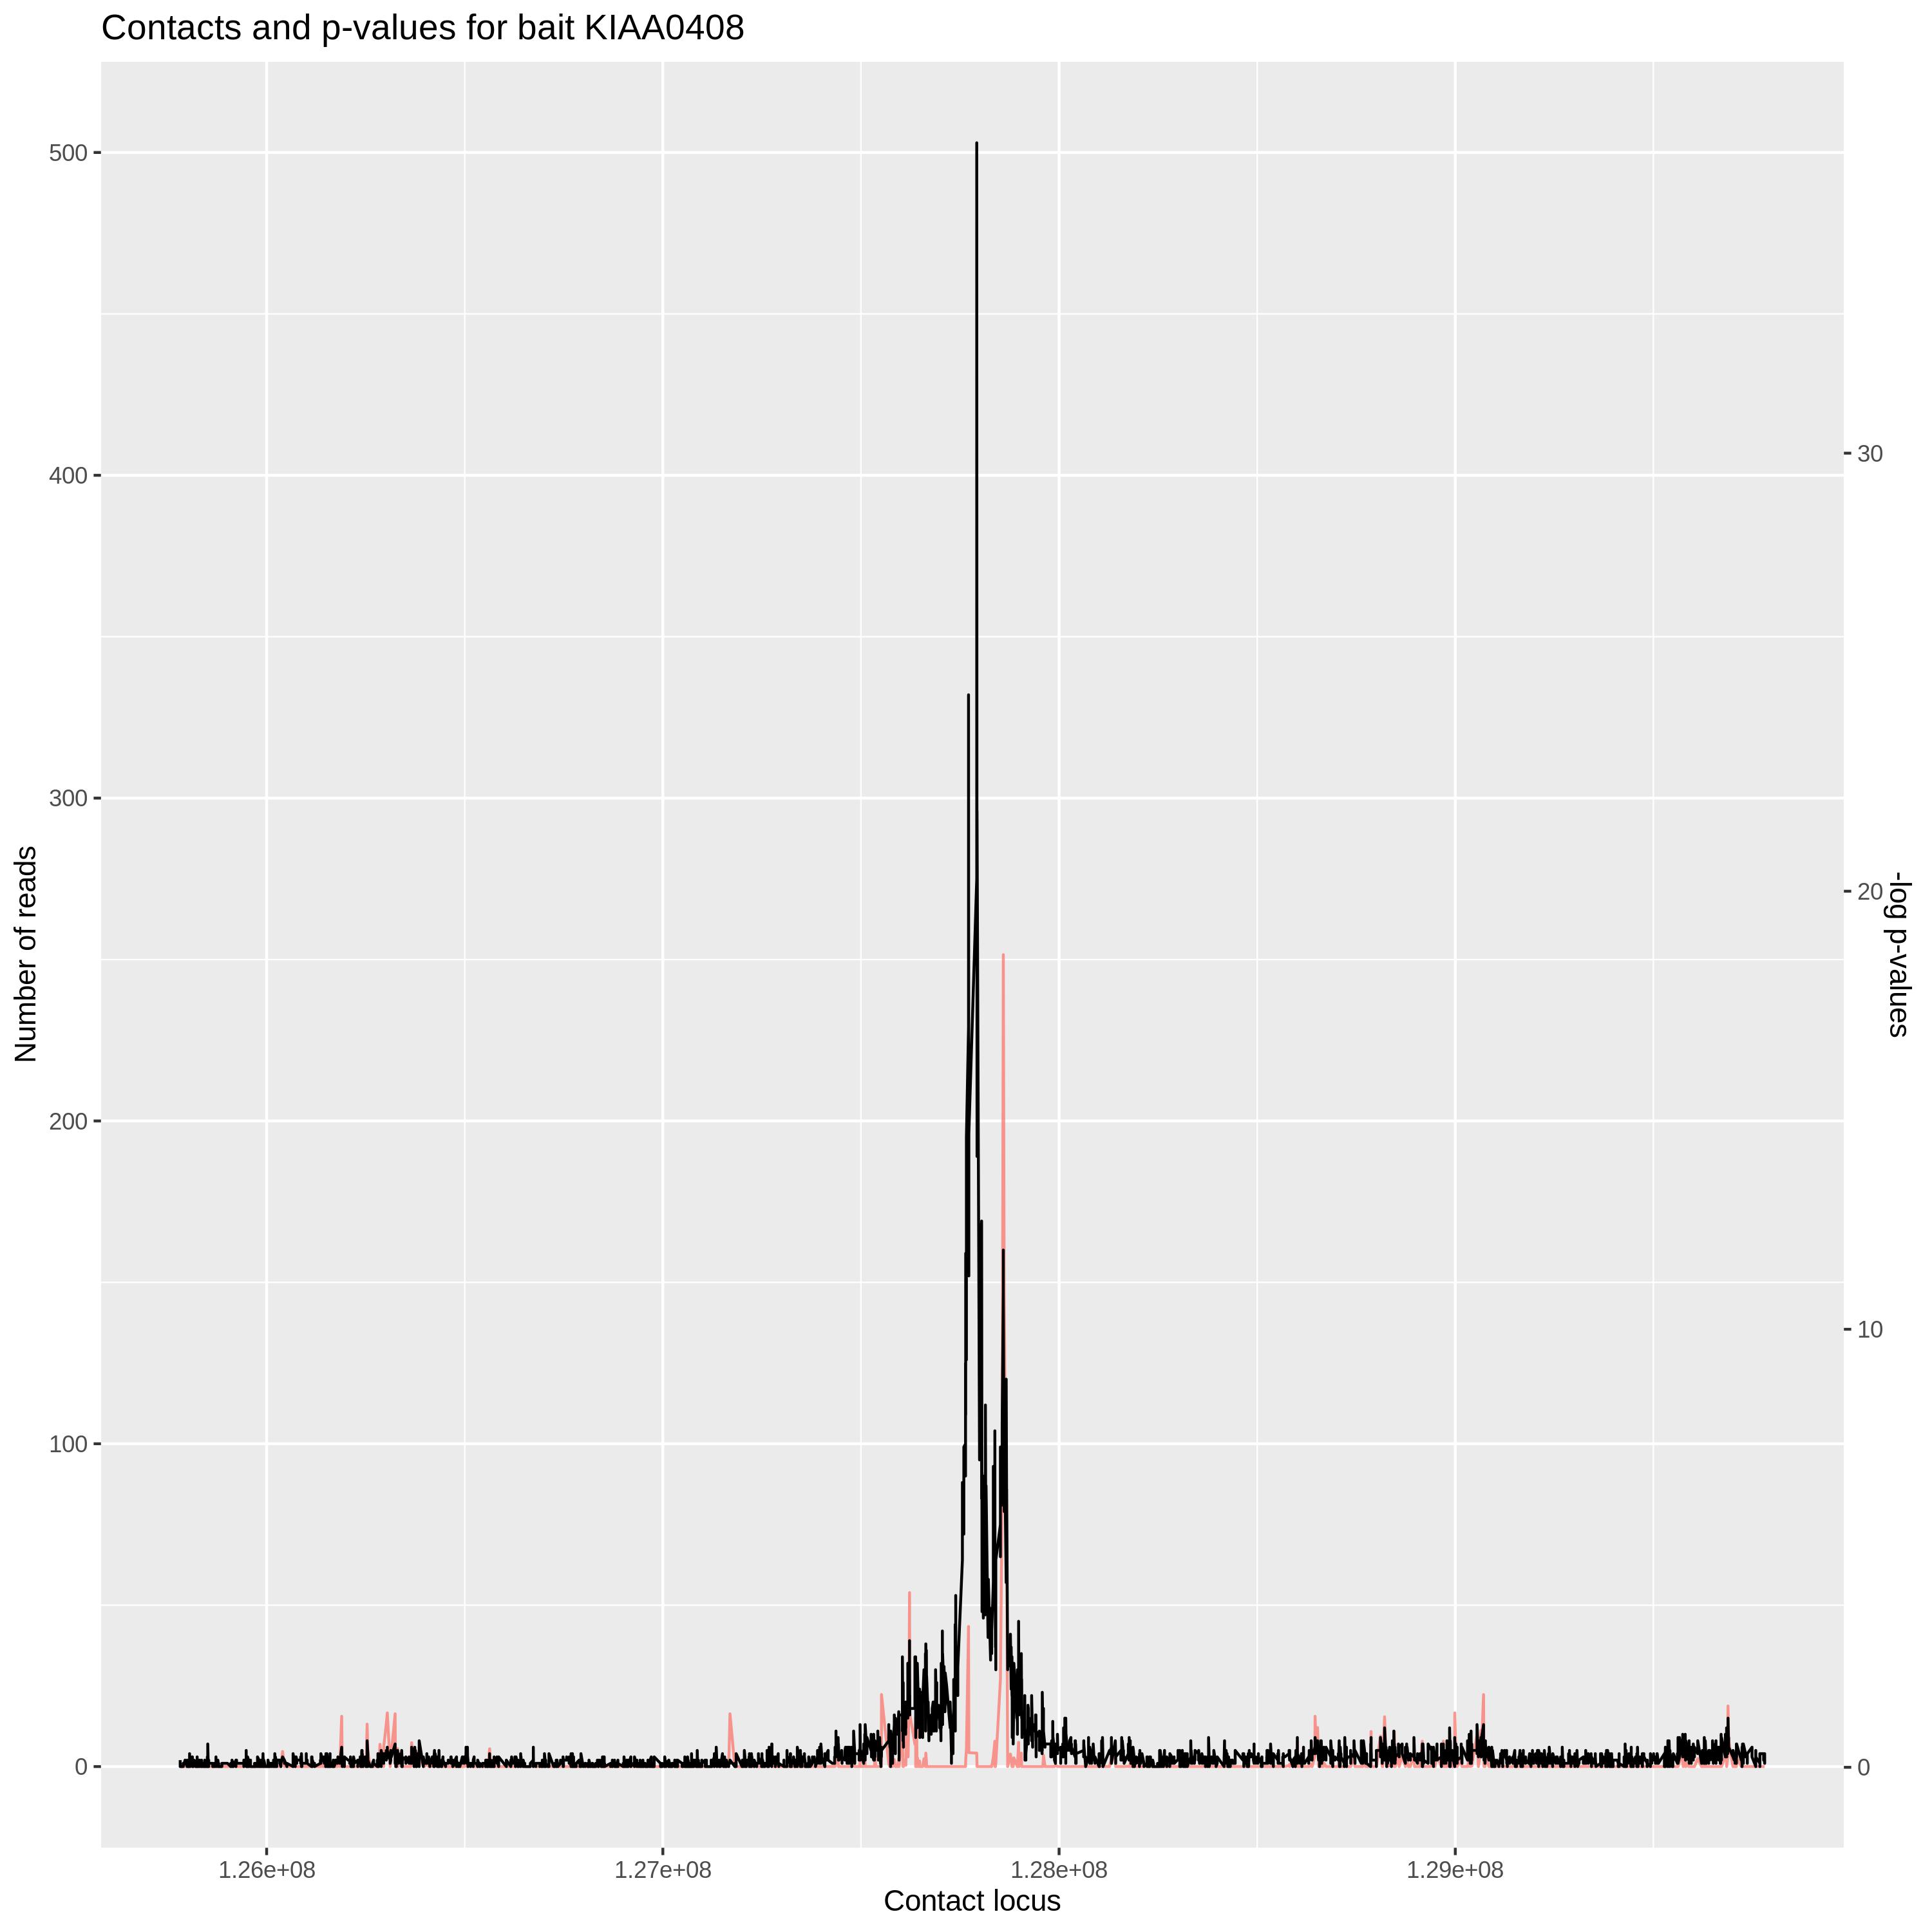 Contacts and p-values for bait KIAA0408
500
400
300
200
100
0
Number of reads
30
20
10
0
-log p-values
1.26e+08
1.27e+08
1.28e+08
1.29e+08
Contact locus